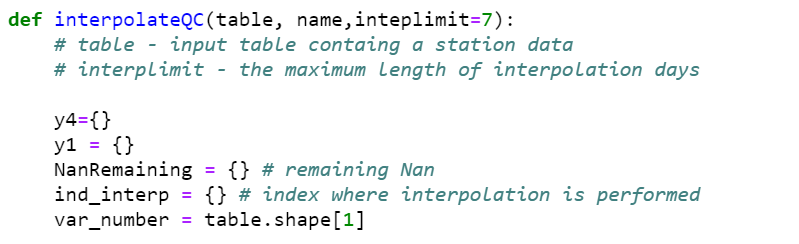 def interpolateQC(table, name,inteplimit=7):
    # table - input table containg a station data
    # interplimit - the maximum length of interpolation days

    y4={}
    y1 = {}
    NanRemaining = {} # remaining Nan
    ind_interp = {} # index where interpolation is performed
    var_number = table.shape[1]